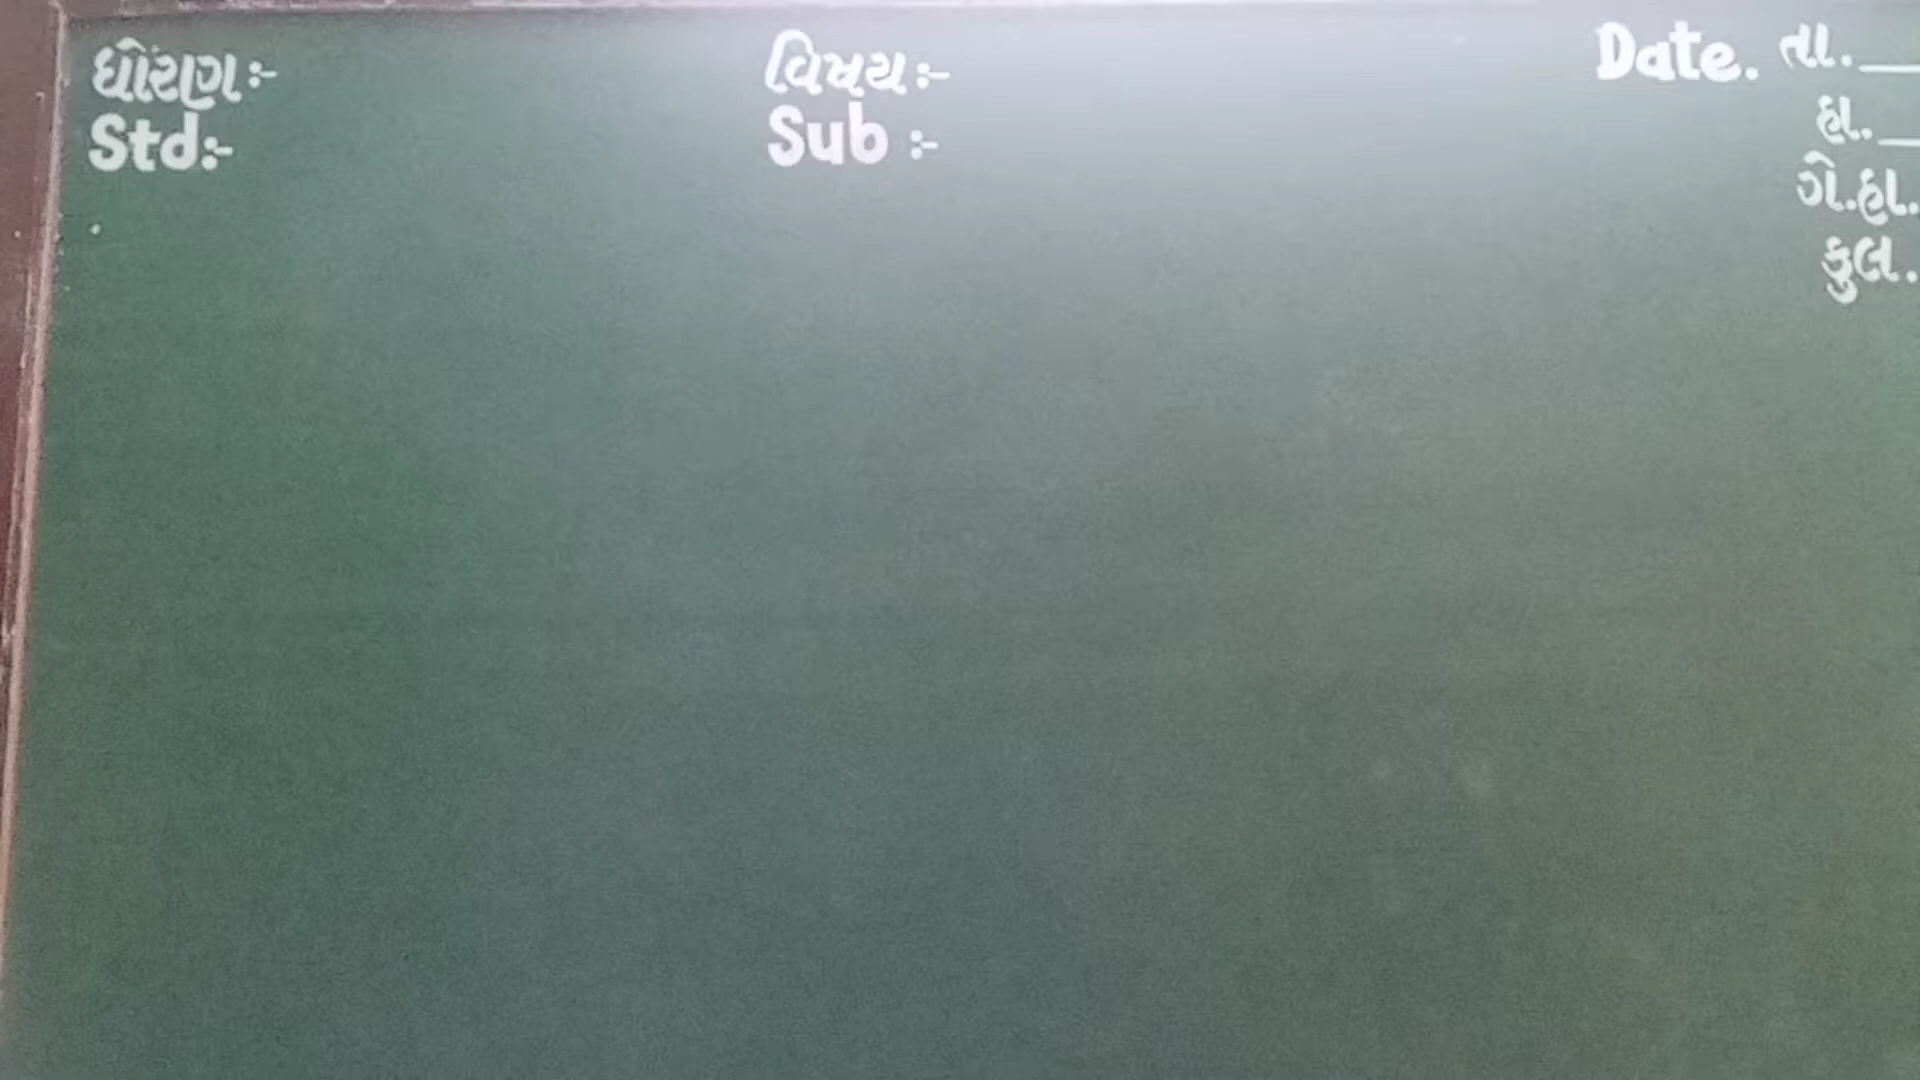 ધોરણ:- વિષય:- Date. તા.
Std:- Sub :- હા.
ગે.હા.
કુલ.